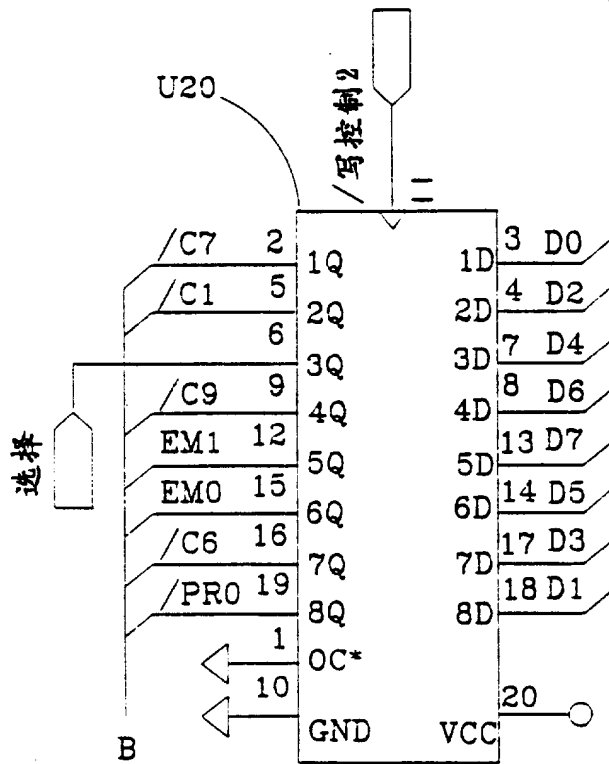 /写控制2
U20
11
/C7 2 1Q 1D 3 D0
/C1 5 2Q 2D 4 D2
6 3Q 3D 7 D4
/C9 9 4Q 4D 8 D6
EM1 12 5Q 5D 13 D7
EM0 15 6Q 6D 14 D5
/C6 16 7Q 7D 17 D3
/PR0 19 8Q 8D 18 D1
选择
1 OC*
10 GND VCC 20
B